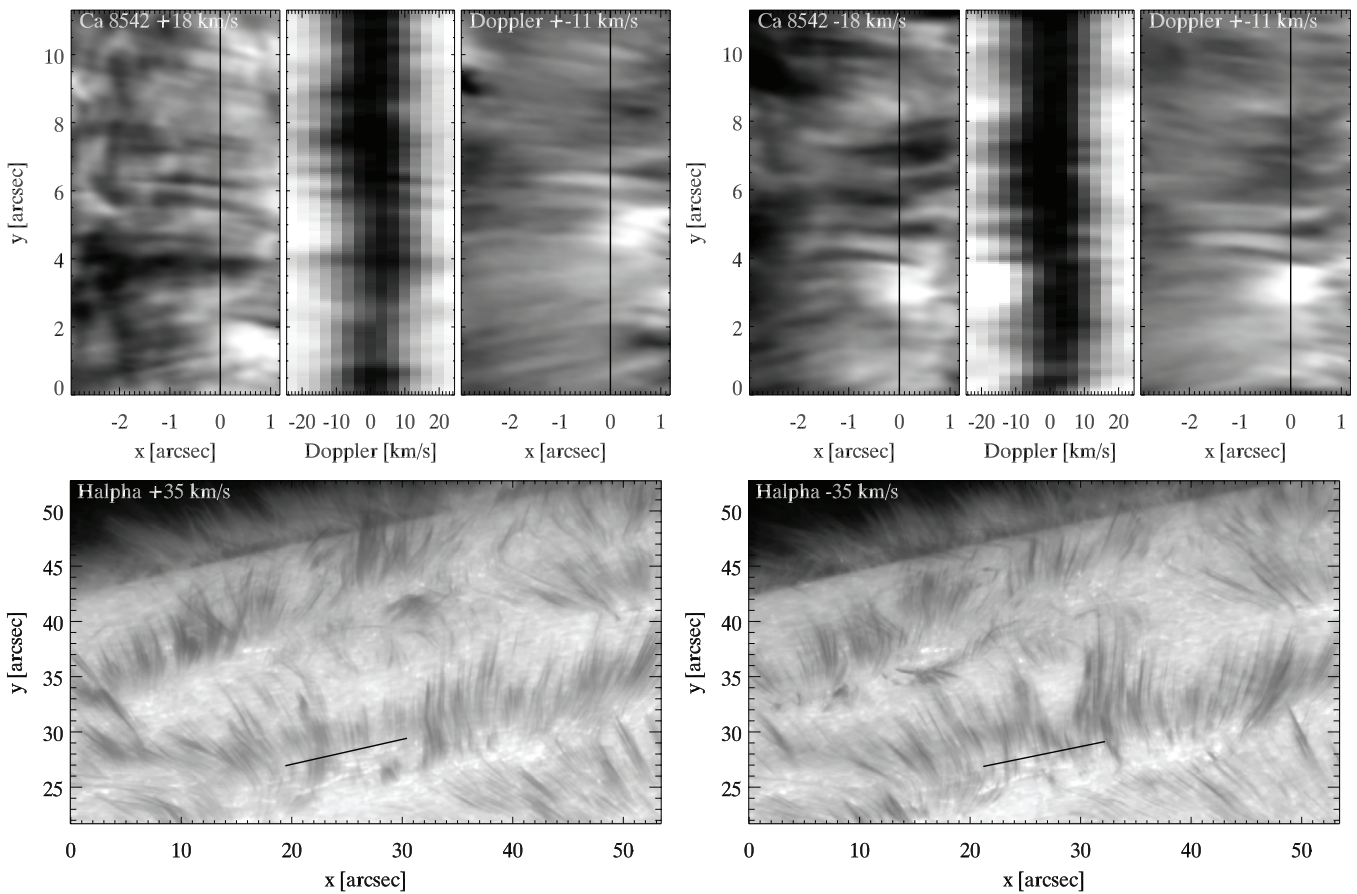 Ca 8542 +18 km/s
Doppler +-11 km/s
Ca 8542 -18 km/s
Doppler +-11 km/s
10
8
6
4
2
0
y [arcsec]
-2 -1 0 1
x [arcsec]
-20 -10 0 10 20
Doppler [km/s]
-2 -1 0 1
x [arcsec]
10
8
6
4
2
0
y [arcsec]
-2 -1 0 1
x [arcsec]
-20 -10 0 10 20
Doppler [km/s]
-2 -1 0 1
x [arcsec]
Halpha +35 km/s
50
45
40
35
30
25
y [arcsec]
0 10 20 30 40 50
x [arcsec]
Halpha -35 km/s
50
45
40
35
30
25
y [arcsec]
0 10 20 30 40 50
x [arcsec]